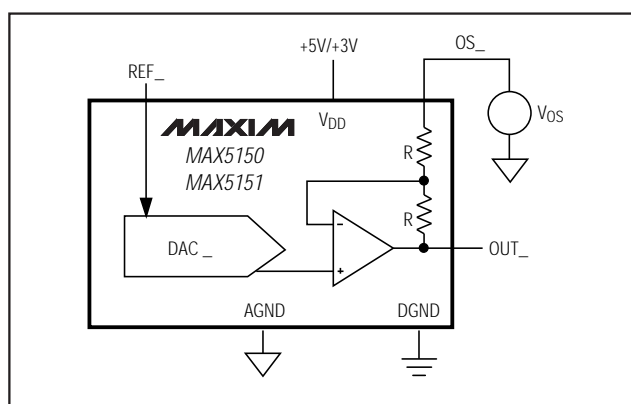 +5V/+3V
OS_
REF_
VDD
VOS
MAXIM
MAX5150
MAX5151
R
R
-
+
DAC _
OUT_
AGND
DGND